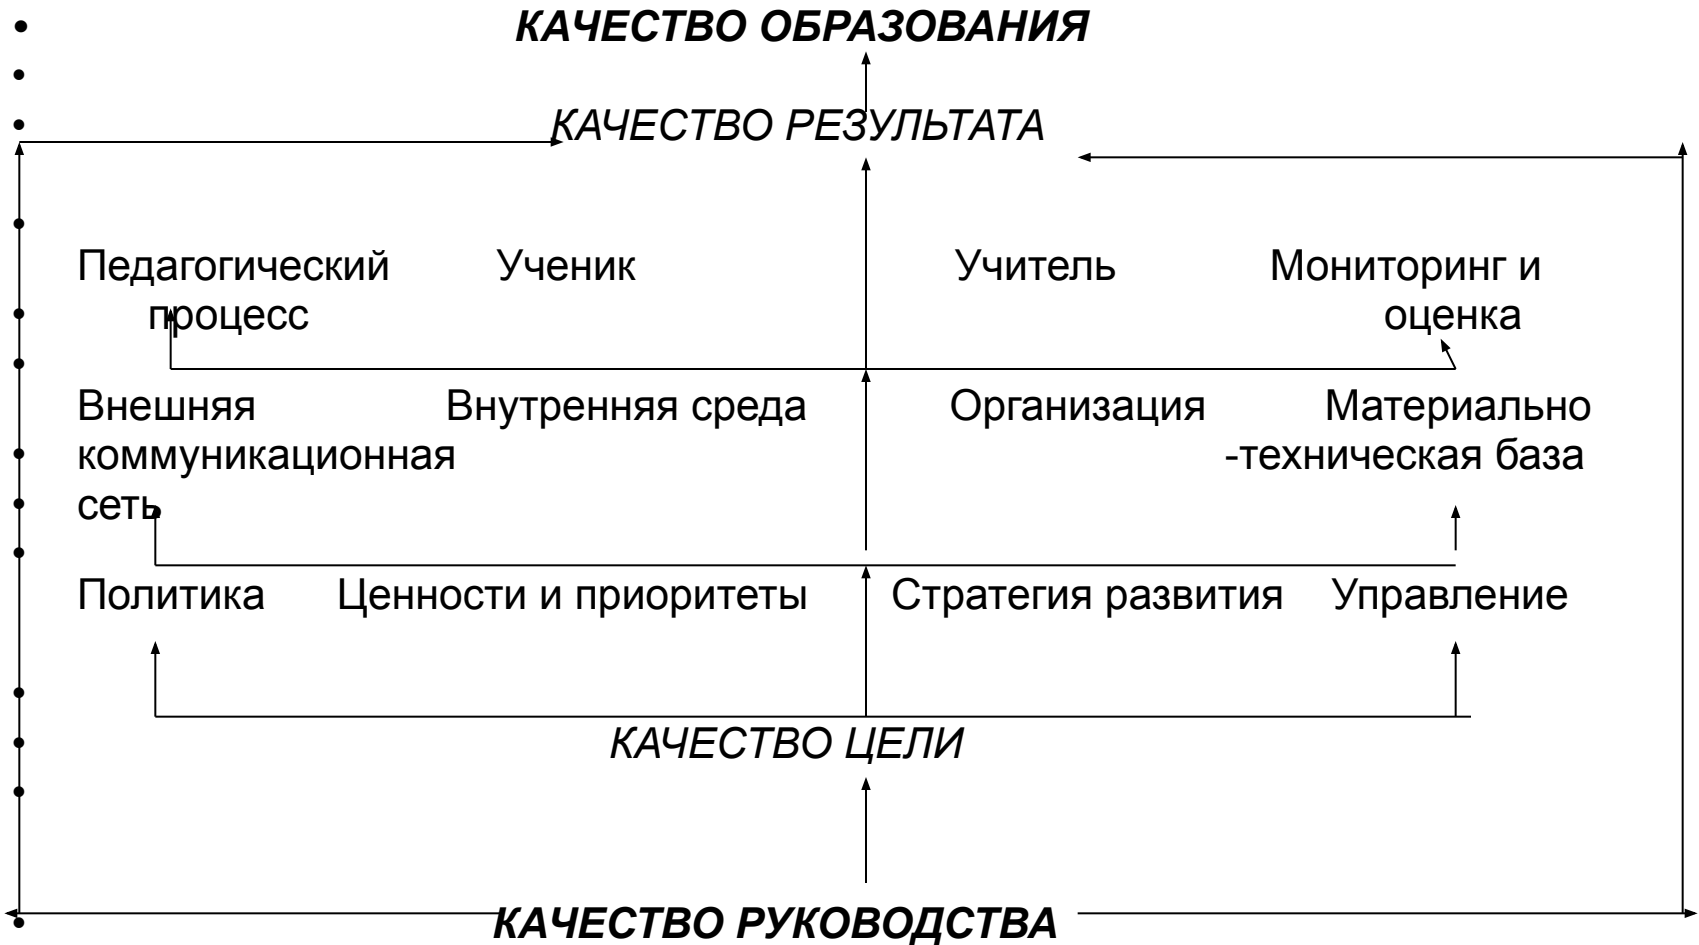 КАЧЕСТВО ОБРАЗОВАНИЯ
КАЧЕСТВО РЕЗУЛЬТАТА
Педагогический Ученик Учитель Мониторинг и
процесс оценка
Внешняя Внутренняя среда Организация Материально
коммуникационная -техническая база
сеть
Политика Ценности и приоритеты Стратегия развития Управление
КАЧЕСТВО ЦЕЛИ
КАЧЕСТВО РУКОВОДСТВА